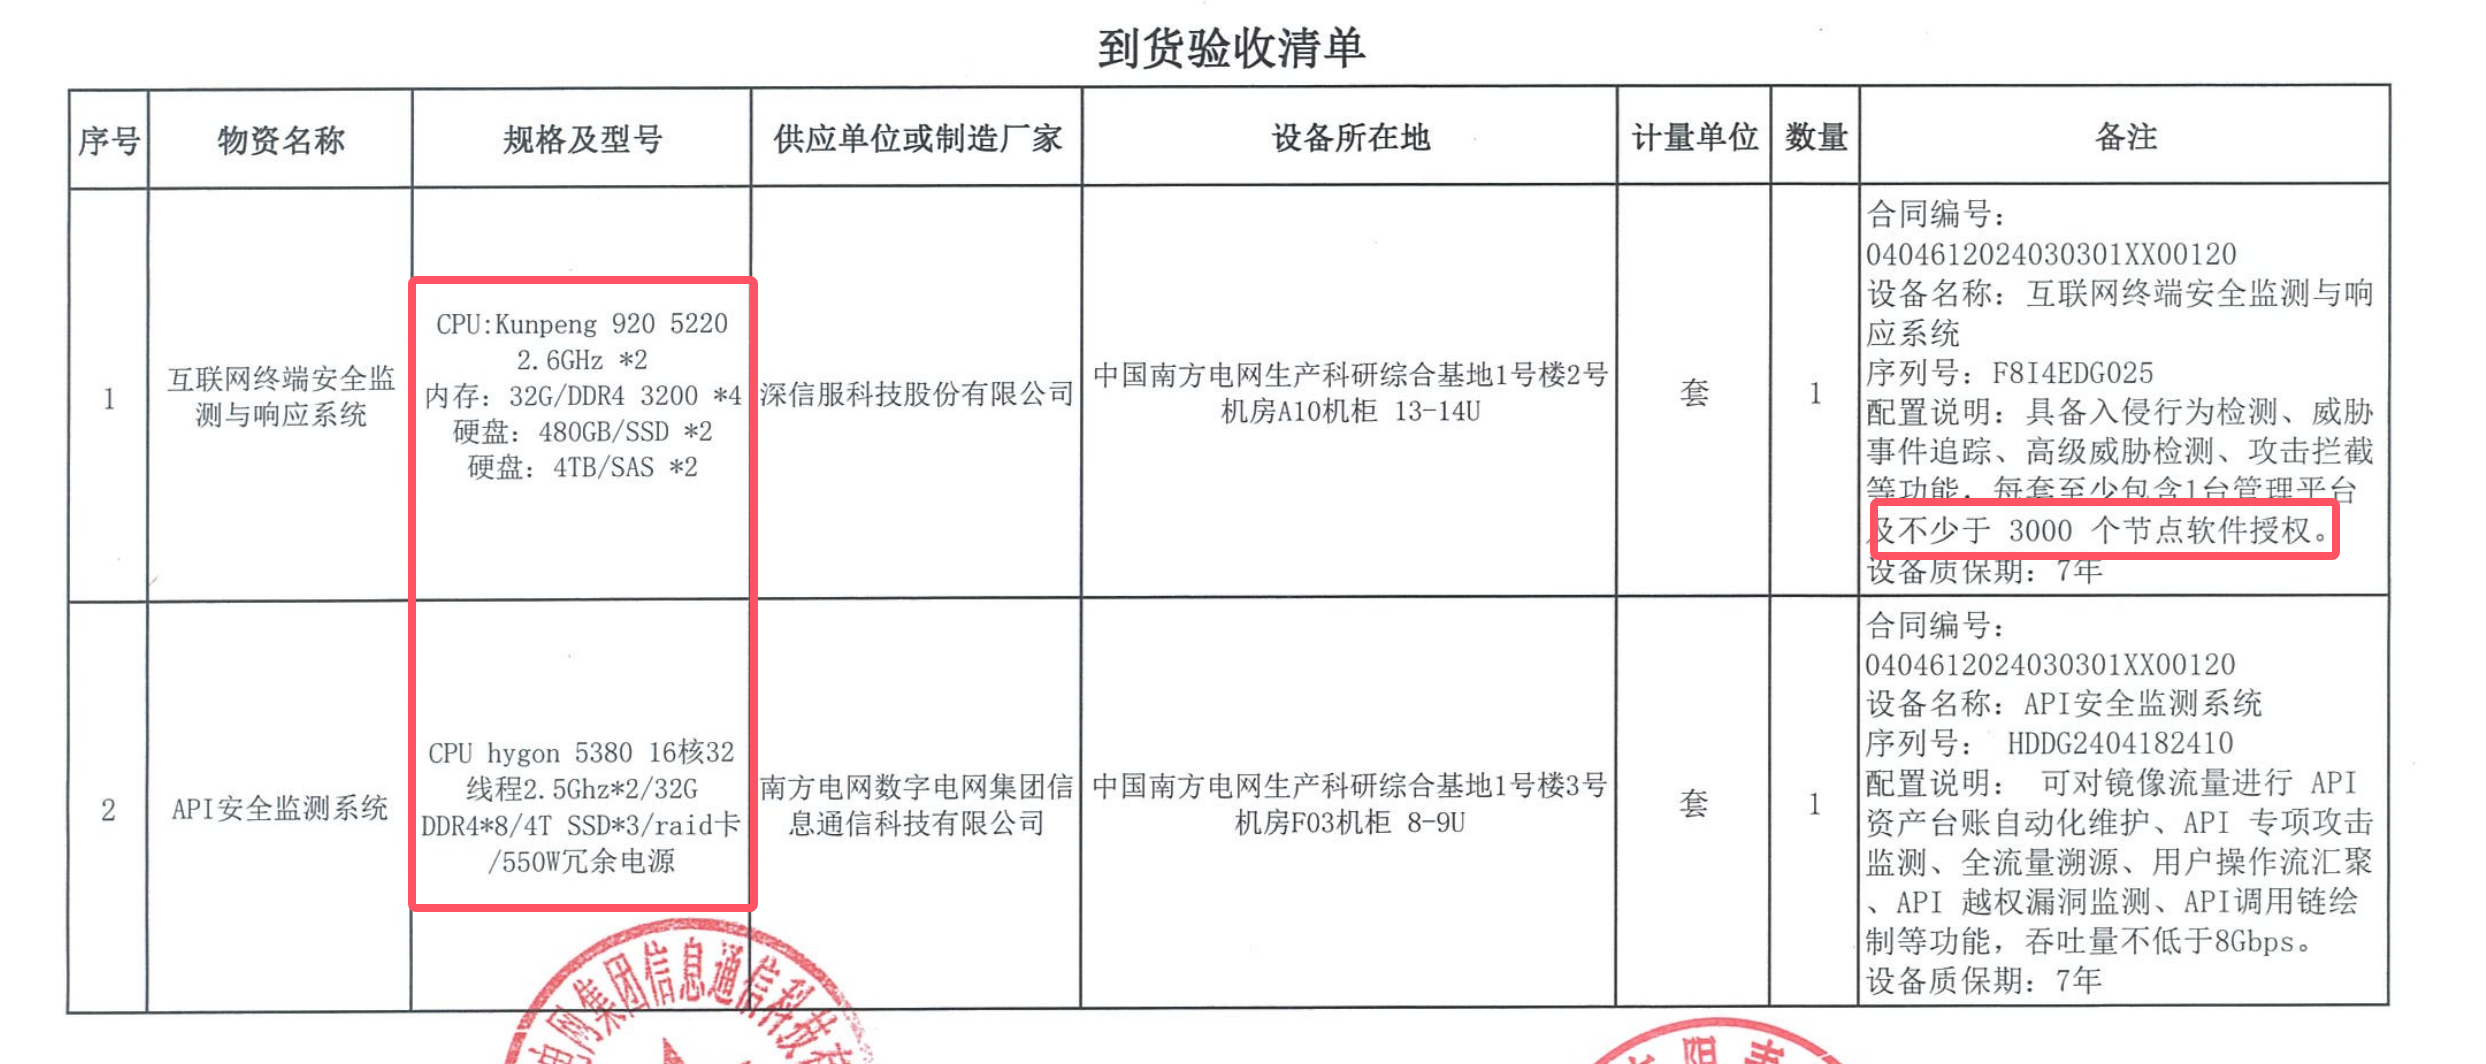 到货验收清单
序号 物资名称 规格及型号 供应单位或制造厂家 设备所在地 计量单位 数量 备注
1
互联网终端安全监
测与响应系统
CPU:Kunpeng 920 5220
2.6GHz *2
内存：32G/DDR4 3200 *4
硬盘：480GB/SSD *2
硬盘：4TB/SAS *2
深信服科技股份有限公司
中国南方电网生产科研综合基地1号楼2号
机房A10机柜 13-14U
套
1
合同编号：
0404612024030301XX00120
设备名称：互联网终端安全监测与响
应系统
序列号：F8I4EDG025
配置说明：具备入侵行为检测、威胁
事件追踪、高级威胁检测、攻击拦截
等功能，每套至少包含1台管理平台
及不少于 3000 个节点软件授权。
设备质保期：7年
2
API安全监测系统
CPU hygon 5380 16核32
线程2.5Ghz*2/32G
DDR4*8/4T SSD*3/raid卡
/550W冗余电源
南方电网数字电网集团信
息通信科技有限公司
中国南方电网生产科研综合基地1号楼3号
机房F03机柜 8-9U
套
1
合同编号：
0404612024030301XX00120
设备名称：API安全监测系统
序列号： HDDG2404182410
配置说明： 可对镜像流量进行 API
资产台账自动化维护、API 专项攻击
监测、全流量溯源、用户操作流汇聚
、API 越权漏洞监测、API调用链绘
制等功能，吞吐量不低于8Gbps。
设备质保期：7年
电网集团信息通信科技有
限责